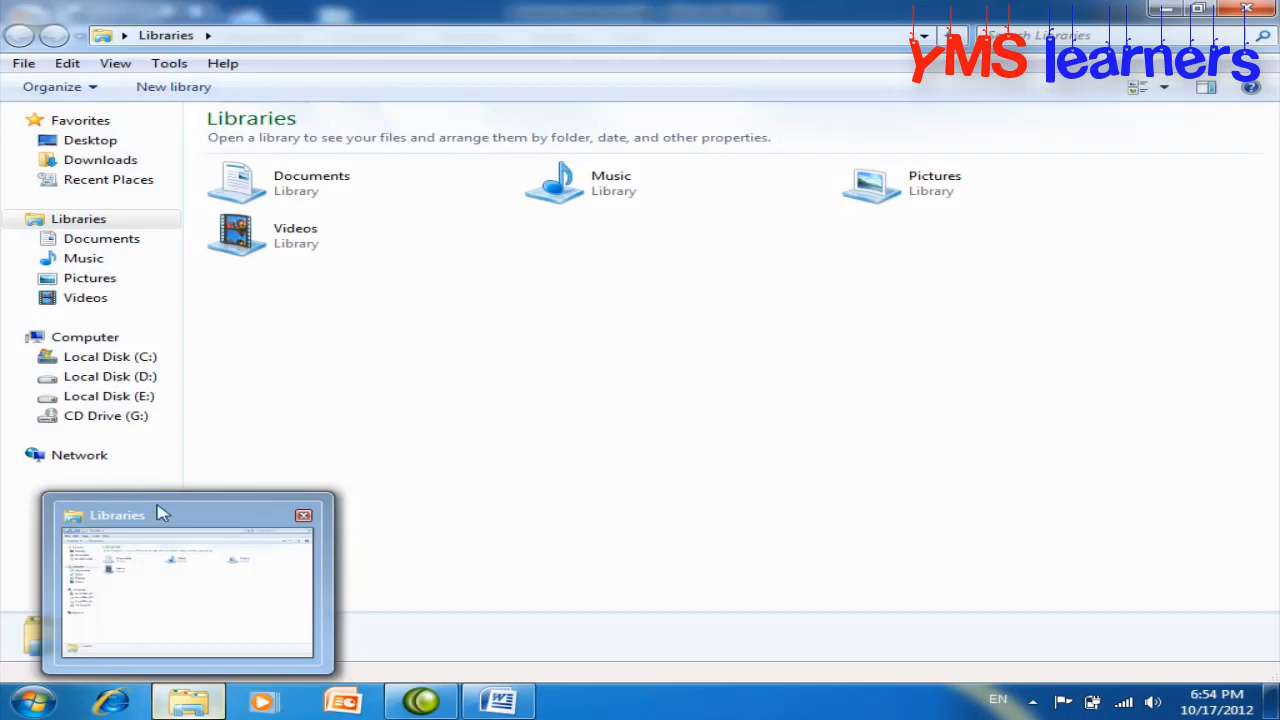 Libraries
Search Libraries
YMS learners
File Edit View Tools Help
Organize New library
Favorites
Desktop
Downloads
Recent Places
Libraries
Documents
Music
Pictures
Videos
Computer
Local Disk (C:)
Local Disk (D:)
Local Disk (E:)
CD Drive (G:)
Network
Libraries
Open a library to see your files and arrange them by folder, date, and other properties.
Documents
Library
Music
Library
Pictures
Library
Videos
Library
Libraries
EN
6:54 PM
10/17/2012